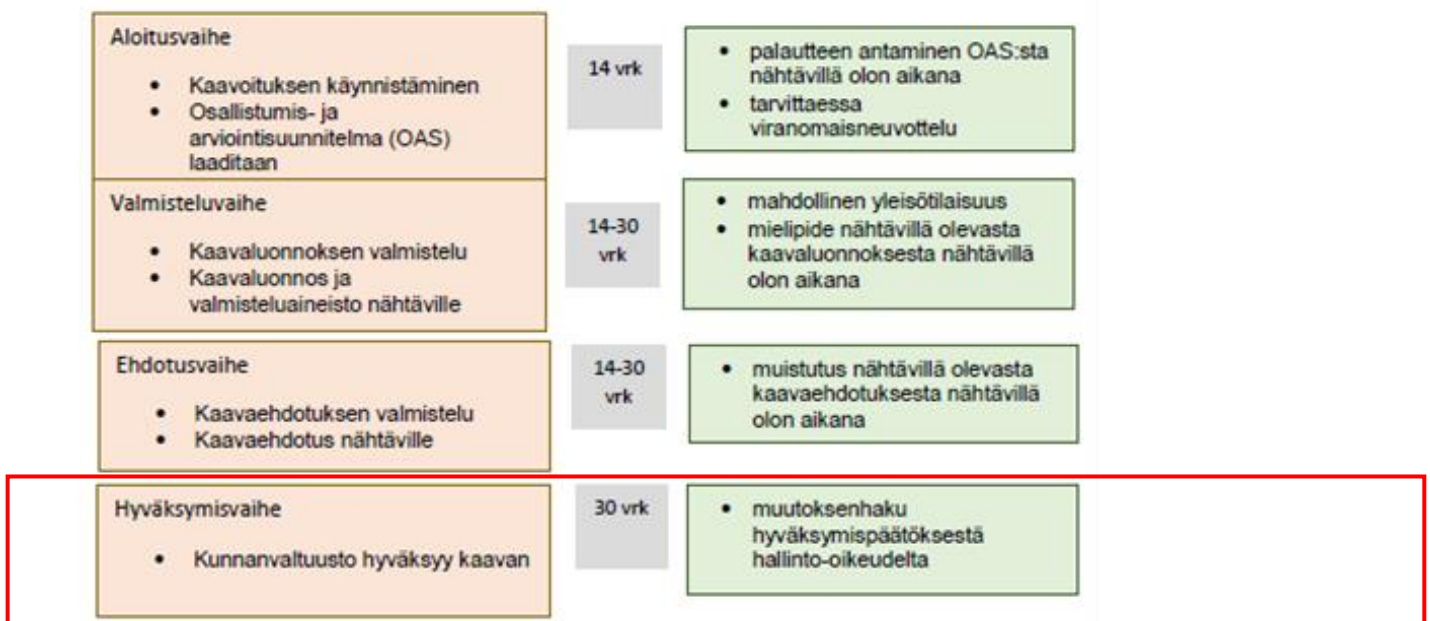 Aloitusvaihe
• Kaavoituksen käynnistäminen
• Osallistumis- ja
arviointisuunnitelma (OAS)
laaditaan
14 vrk
• palautteen antaminen OAS:sta
nähtävillä olon aikana
• tarvittaessa
viranomaisneuvottelu
Valmisteluvaihe
• Kaavaluonnoksen valmistelu
• Kaavaluonnos ja
valmisteluaineisto nähtäville
14-30
vrk
• mahdollinen yleisötilaisuus
• mielipide nähtävillä olevasta
kaavaluonnoksesta nähtävillä
olon aikana
Ehdotusvaihe
• Kaavaehdotuksen valmistelu
• Kaavaehdotus nähtäville
14-30
vrk
• muistutus nähtävillä olevasta
kaavaehdotuksesta nähtävillä
olon aikana
Hyväksymisvaihe
• Kunnanvaltuusto hyväksyy kaavan
30 vrk
• muutoksenhaku
hyväksymispäätöksestä
hallinto-oikeudelta